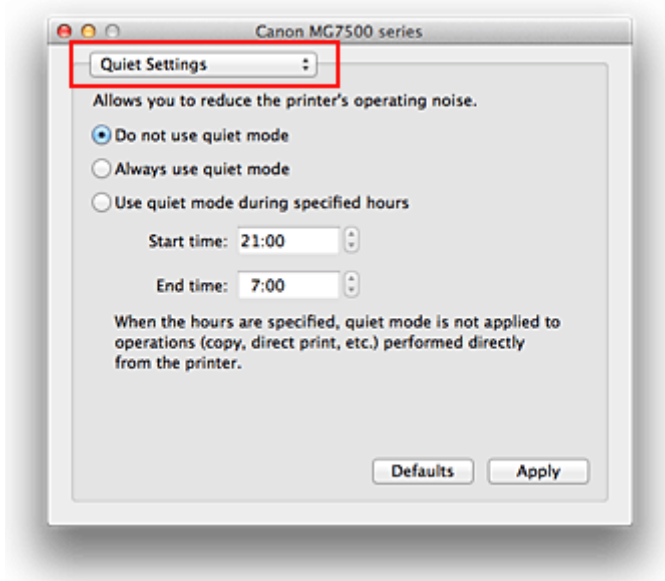 Canon MG7500 series
Quiet Settings
Allows you to reduce the printer's operating noise.
Do not use quiet mode
Always use quiet mode
Use quiet mode during specified hours
Start time: 21:00
End time: 7:00
When the hours are specified, quiet mode is not applied to
operations (copy, direct print, etc.) performed directly
from the printer.
Defaults Apply